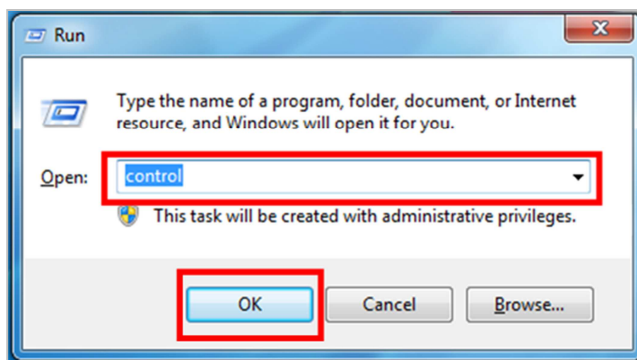 Run
Type the name of a program, folder, document, or Internet
resource, and Windows will open it for you.
Open: control
This task will be created with administrative privileges.
OK Cancel Browse...